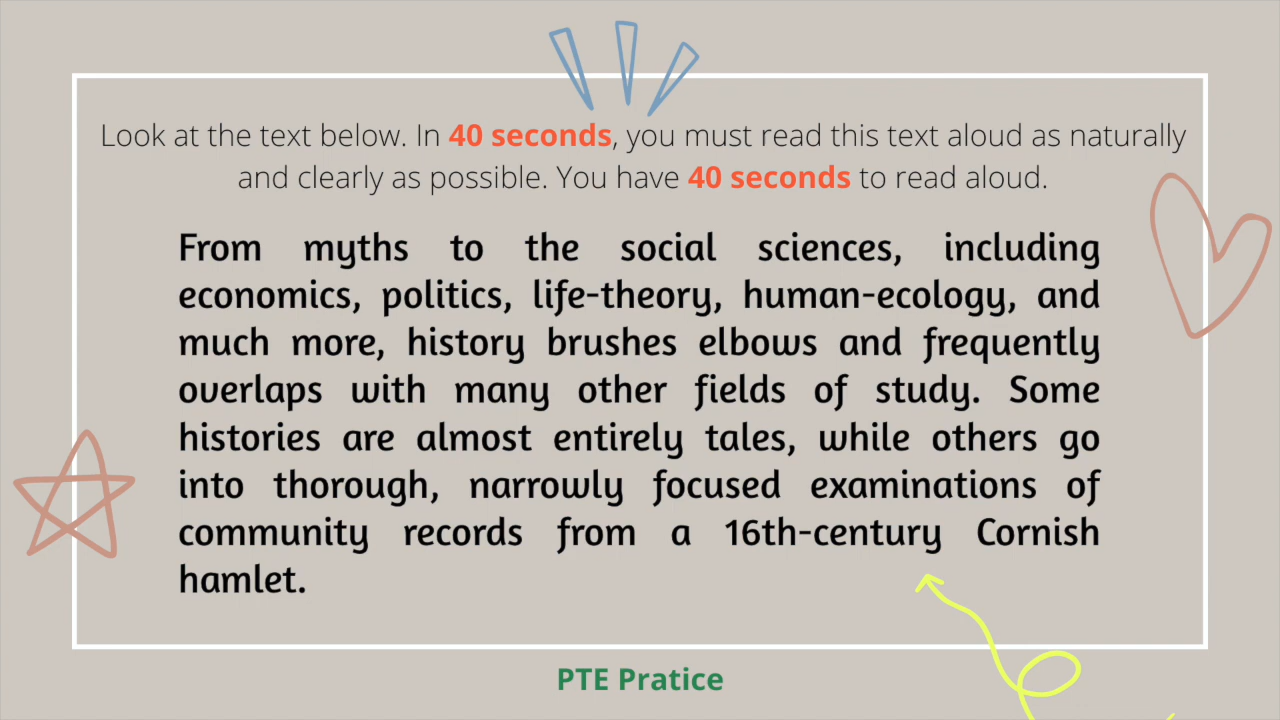 Look at the text below. In 40 seconds, you must read this text aloud as naturally
and clearly as possible. You have 40 seconds to read aloud.
From myths to the social sciences, including
economics, politics, life-theory, human-ecology, and
much more, history brushes elbows and frequently
overlaps with many other fields of study. Some
histories are almost entirely tales, while others go
into thorough, narrowly focused examinations of
community records from a 16th-century Cornish
hamlet.
PTE Pratice